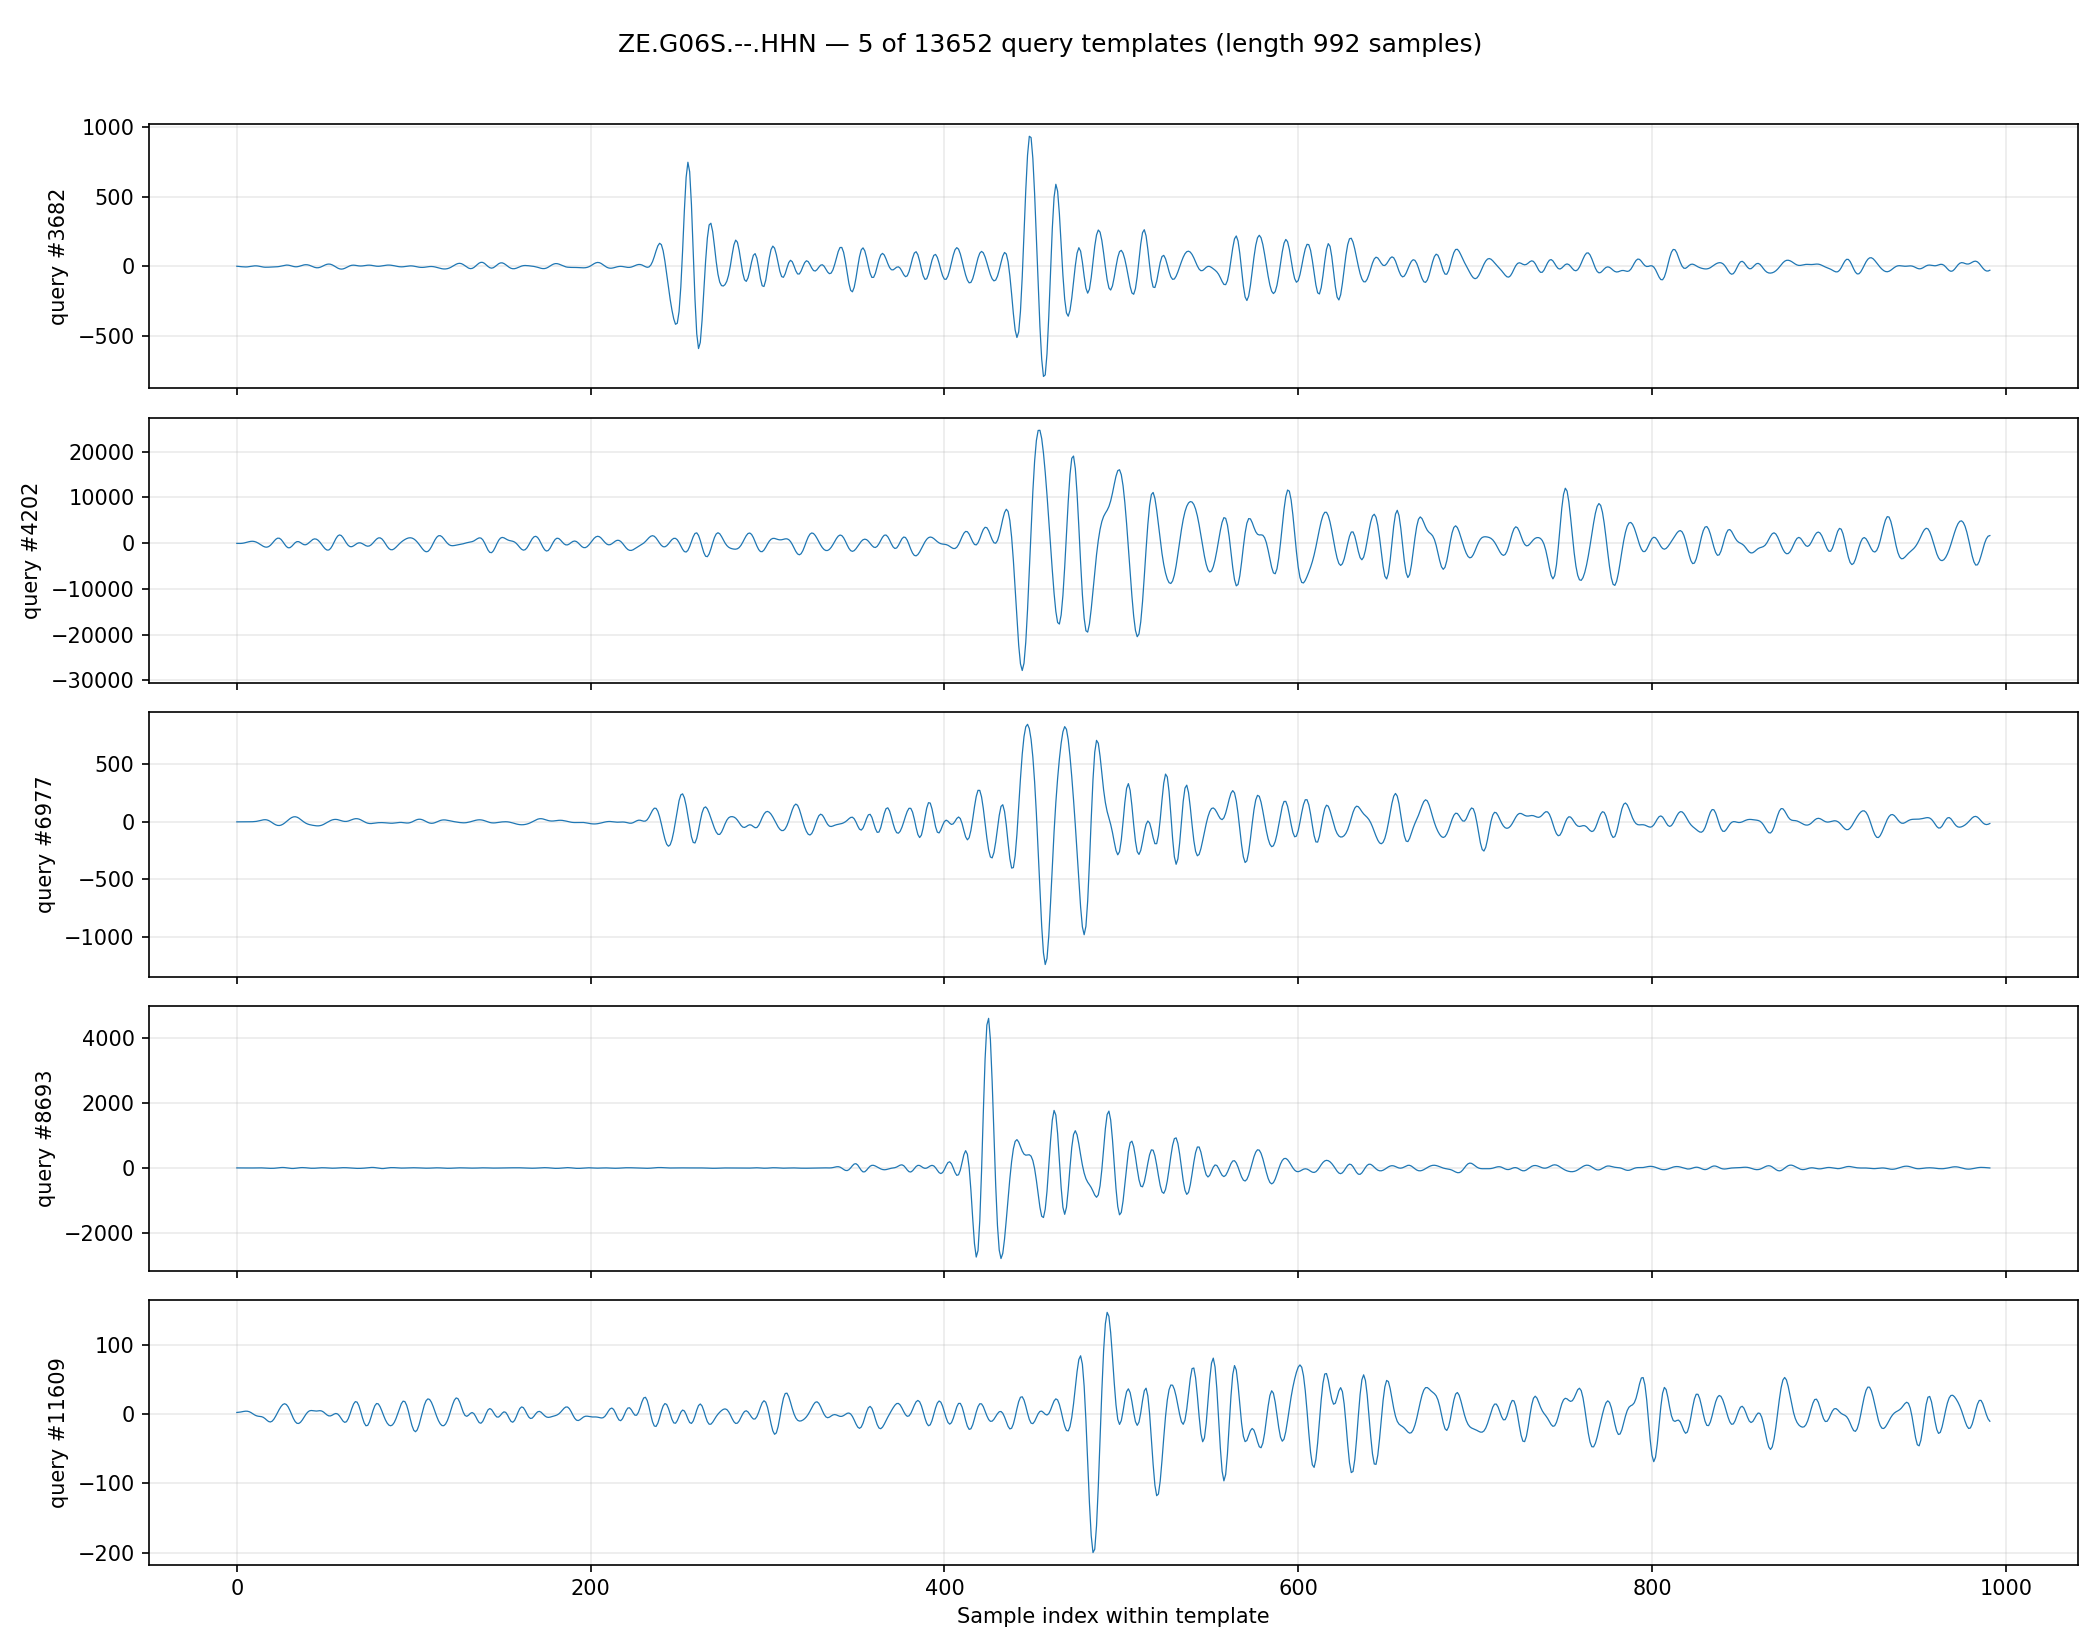 ZE.G06S.--.HHN — 5 of 13652 query templates (length 992 samples)
1000
500
0
−500
query #3682
20000
10000
0
−10000
−20000
−30000
query #4202
500
0
−500
−1000
query #6977
4000
2000
0
−2000
query #8693
100
0
−100
−200
query #11609
0 200 400 600 800 1000
Sample index within template